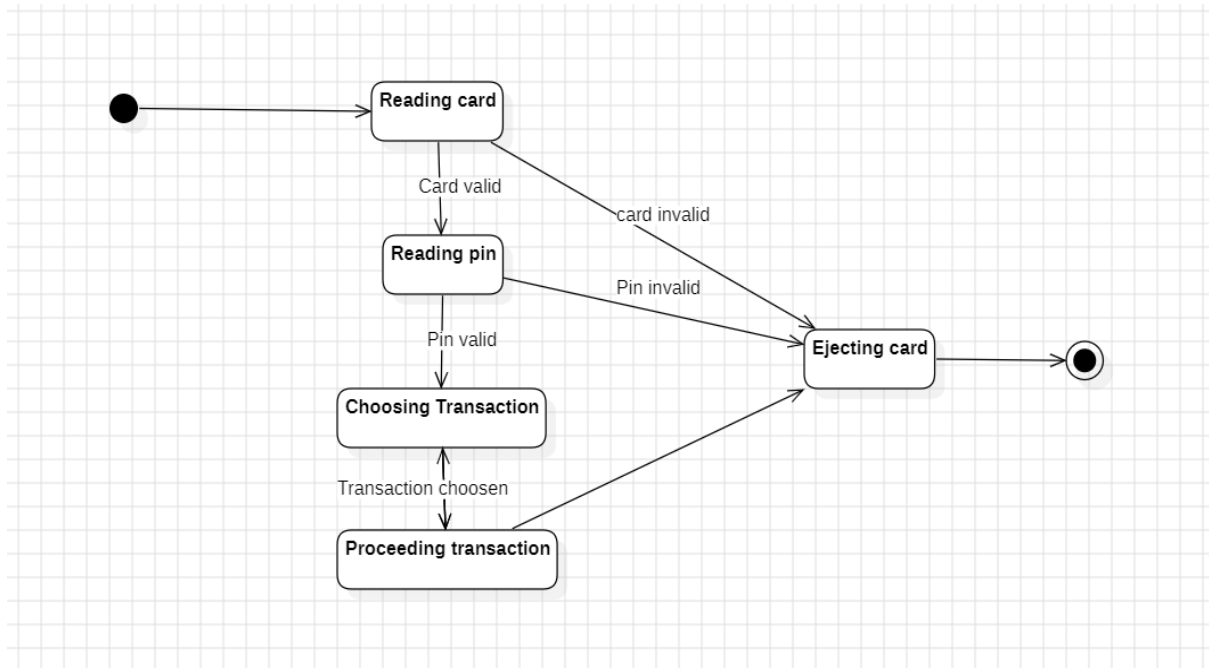 Reading card
Card valid
card invalid
Reading pin
Pin invalid
Pin valid
Ejecting card
Choosing Transaction
Transaction choosen
Proceeding transaction